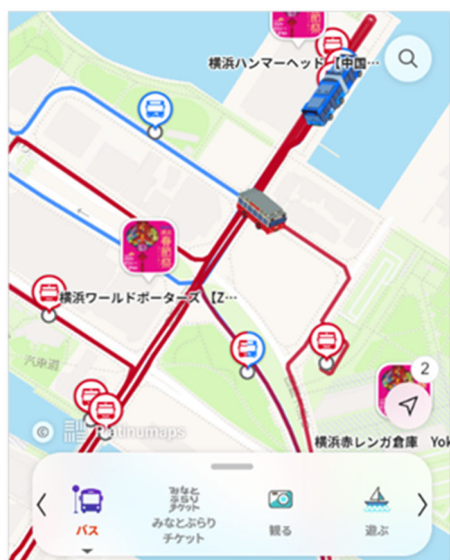 横浜ハンマーヘッド【中国…
横浜ワールドポーターズ【Z…
汽車道
© Platinumaps
2
横浜赤レンガ倉庫 Yok
バス
みなと
ぶらり
チケット
みなとぶらり
チケット
観る
遊ぶ